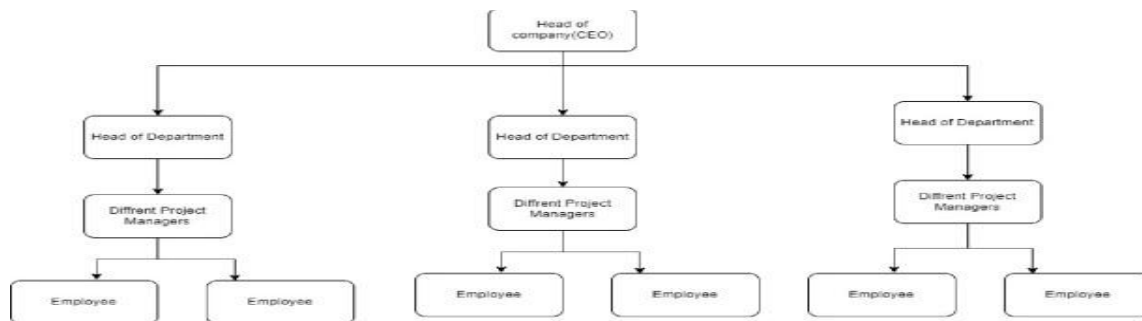 Head of
company(CEO)
Head of Department
Head of Department
Head of Department
Diffrent Project
Managers
Diffrent Project
Managers
Diffrent Project
Managers
Employee
Employee
Employee
Employee
Employee
Employee